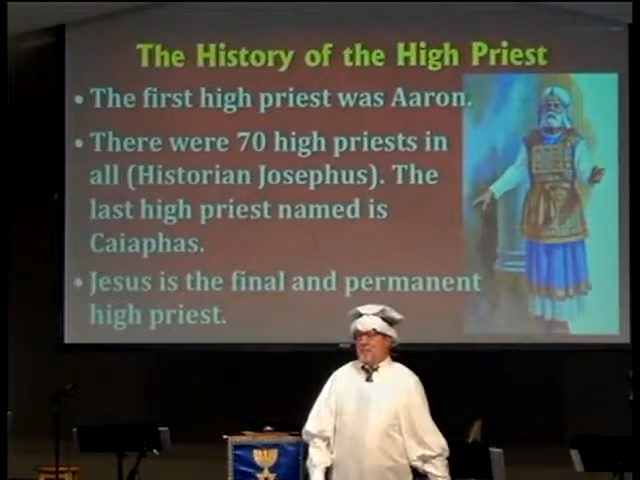 The History of the High Priest
• The first high priest was Aaron.
• There were 70 high priests in
all (Historian Josephus). The
last high priest named is
Caiaphas.
• Jesus is the final and permanent
high priest.